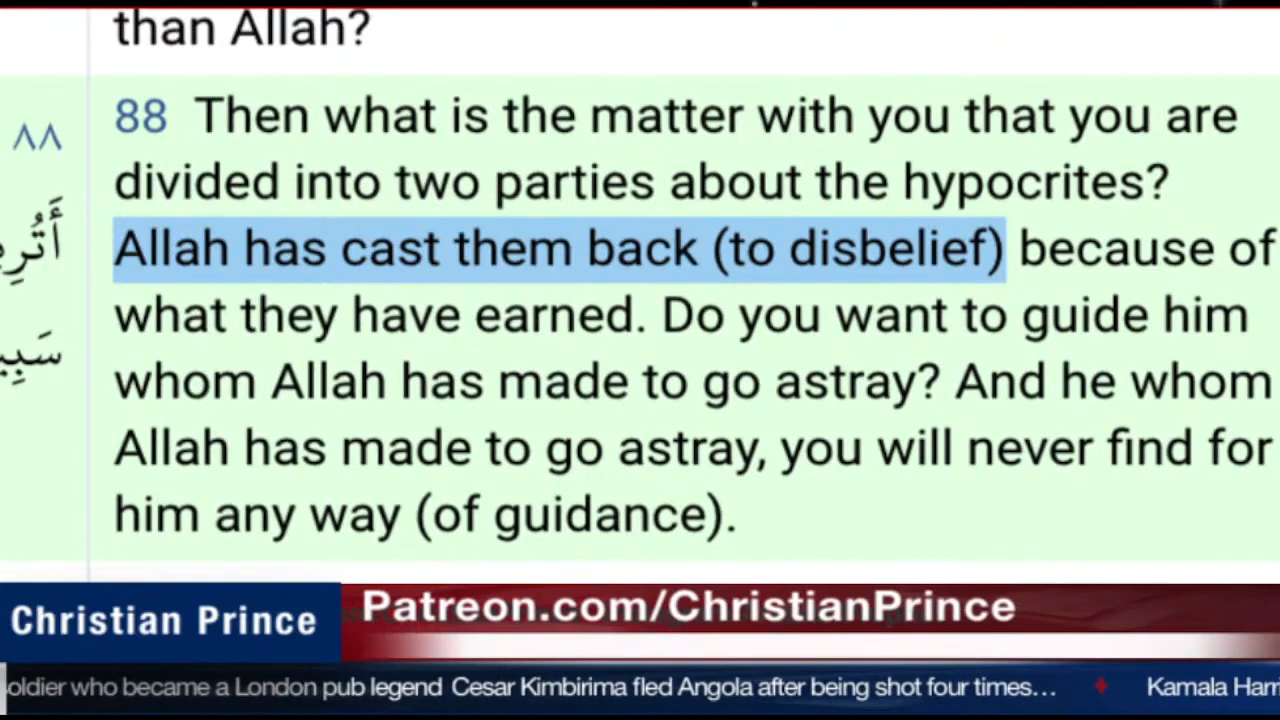 than Allah?
٨٨
88 Then what is the matter with you that you are
divided into two parties about the hypocrites?
Allah has cast them back (to disbelief) because of
what they have earned. Do you want to guide him
whom Allah has made to go astray? And he whom
Allah has made to go astray, you will never find for
him any way (of guidance).
Christian Prince
Patreon.com/ChristianPrince
oldier who became a London pub legend Cesar Kimbirima fled Angola after being shot four times... Kamala Harr